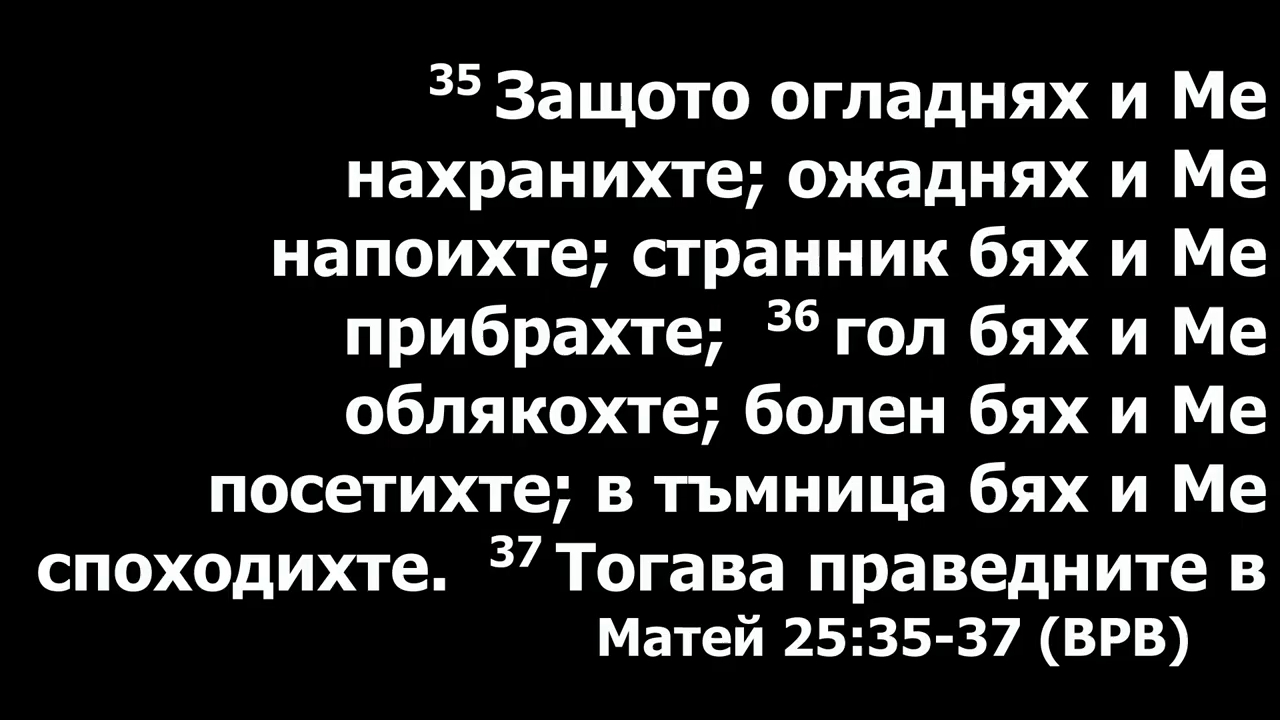 35 Защото огладнях и Ме
нахранихте; ожаднях и Ме
напоихте; странник бях и Ме
прибрахте; 36 гол бях и Ме
облякохте; болен бях и Ме
посетихте; в тъмница бях и Ме
споходихте. 37 Тогава праведните в
Матей 25:35-37 (ВРВ)